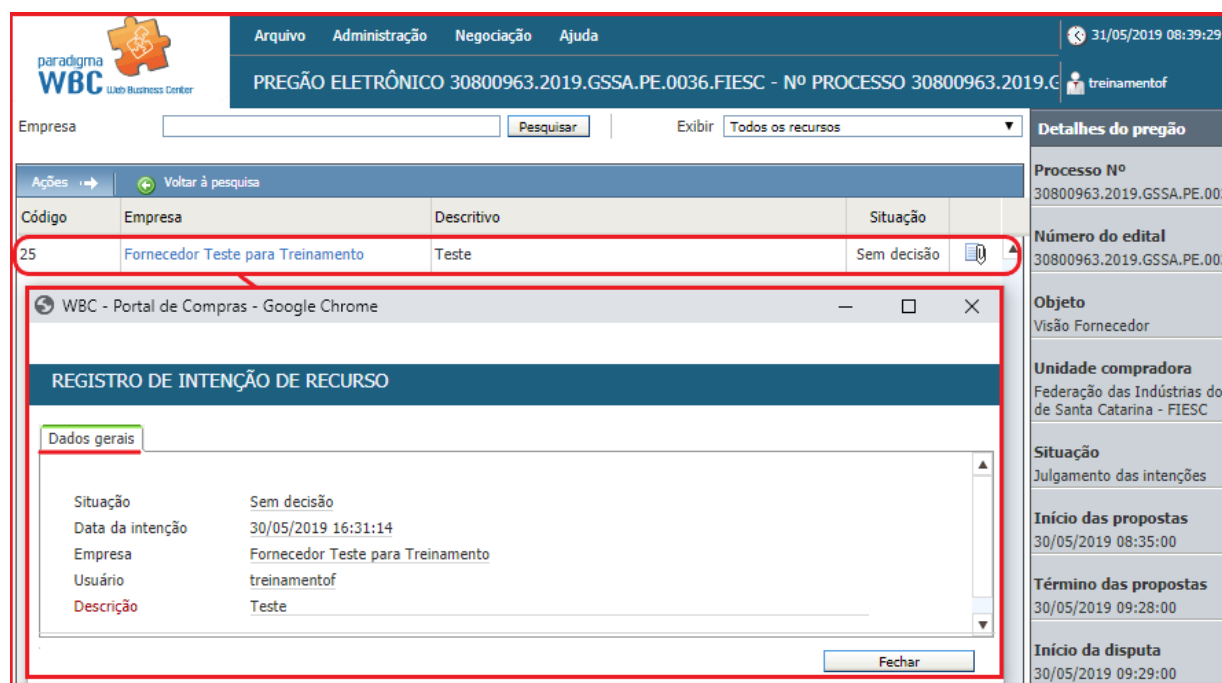 paradigma
WBC Web Business Center
Arquivo Administração Negociação Ajuda
31/05/2019 08:39:29
PREGÃO ELETRÔNICO 30800963.2019.GSSA.PE.0036.FIESC - Nº PROCESSO 30800963.2019.G
treinamentof
Empresa Pesquisar Exibir Todos os recursos
Ações Voltar à pesquisa
Código Empresa Descritivo Situação
25 Fornecedor Teste para Treinamento Teste Sem decisão
WBC - Portal de Compras - Google Chrome
REGISTRO DE INTENÇÃO DE RECURSO
Dados gerais
Situação Sem decisão
Data da intenção 30/05/2019 16:31:14
Empresa Fornecedor Teste para Treinamento
Usuário treinamentof
Descrição Teste
Fechar
Detalhes do pregão
Processo Nº
30800963.2019.GSSA.PE.00
Número do edital
30800963.2019.GSSA.PE.00
Objeto
Visão Fornecedor
Unidade compradora
Federação das Indústrias do
de Santa Catarina - FIESC
Situação
Julgamento das intenções
Início das propostas
30/05/2019 08:35:00
Término das propostas
30/05/2019 09:28:00
Início da disputa
30/05/2019 09:29:00